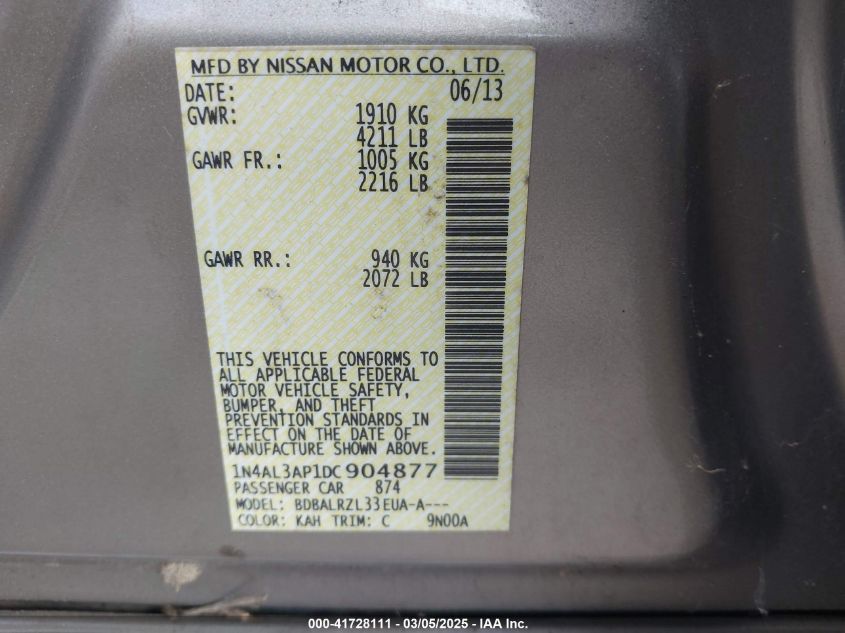 MFD BY NISSAN MOTOR CO., LTD.
DATE: 06/13
GVWR: 1910 KG
4211 LB
GAWR FR.: 1005 KG
2216 LB
GAWR RR.: 940 KG
2072 LB
THIS VEHICLE CONFORMS TO
ALL APPLICABLE FEDERAL
MOTOR VEHICLE SAFETY,
BUMPER, AND THEFT
PREVENTION STANDARDS IN
EFFECT ON THE DATE OF
MANUFACTURE SHOWN ABOVE.
1N4AL3AP1DC904877
PASSENGER CAR 874
MODEL: BDBALRZL33EUA-A---
COLOR: KAH TRIM: C 9N00A
000-41728111 — 03/05/2025 — IAA Inc.